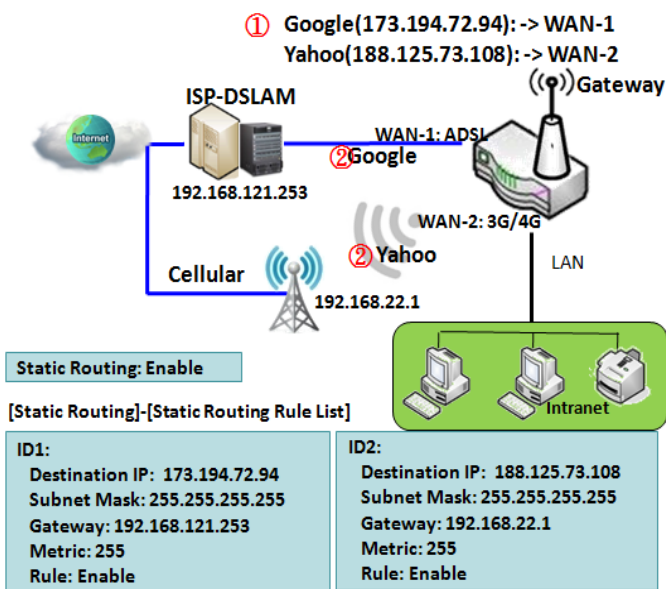 ① Google(173.194.72.94): -> WAN-1
Yahoo(188.125.73.108): -> WAN-2
Gateway
ISP-DSLAM
Internet
WAN-1: ADSL
②Google
192.168.121.253
WAN-2: 3G/4G
② Yahoo
LAN
Cellular
192.168.22.1
Intranet
Static Routing: Enable
[Static Routing]-[Static Routing Rule List]
ID1:
Destination IP: 173.194.72.94
Subnet Mask: 255.255.255.255
Gateway: 192.168.121.253
Metric: 255
Rule: Enable
ID2:
Destination IP: 188.125.73.108
Subnet Mask: 255.255.255.255
Gateway: 192.168.22.1
Metric: 255
Rule: Enable